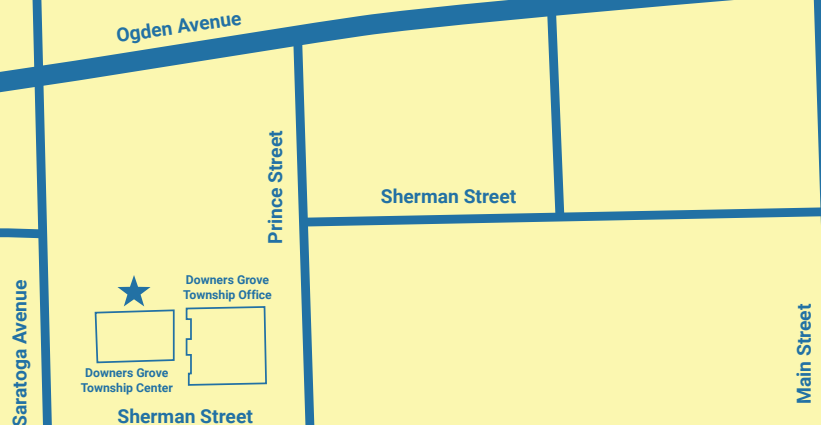 Ogden Avenue
Prince Street
Sherman Street
Downers Grove
Township Office
Saratoga Avenue
Main Street
Downers Grove
Township Center
Sherman Street